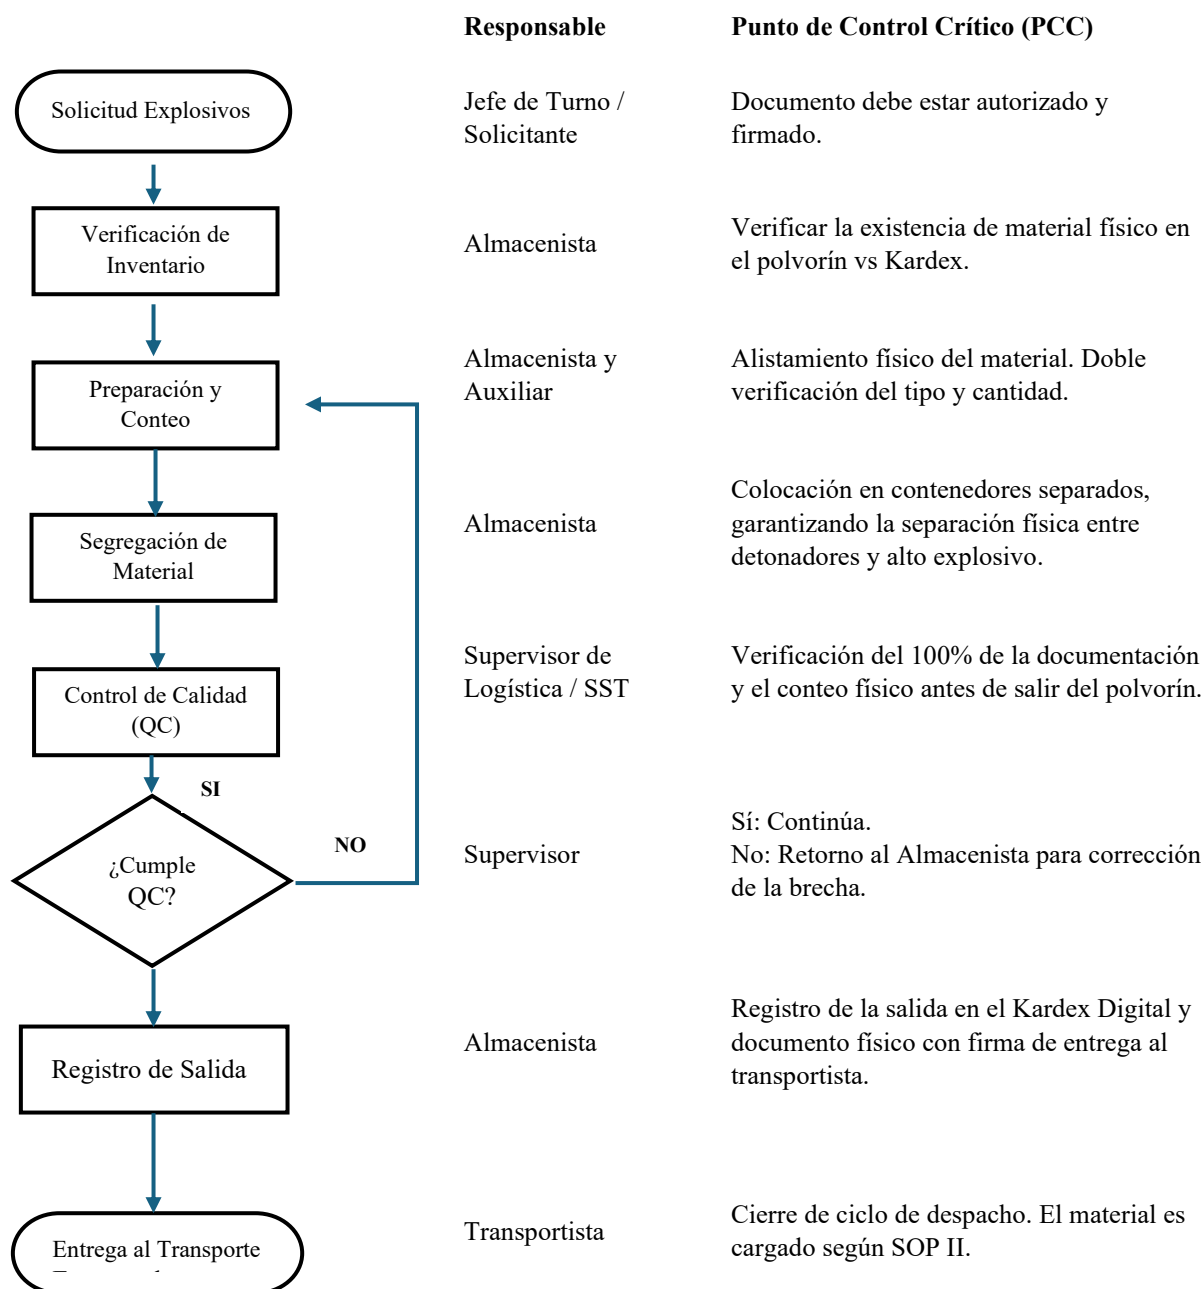 Responsable
Punto de Control Crítico (PCC)
Solicitud Explosivos
Jefe de Turno /
Solicitante
Documento debe estar autorizado y
firmado.
Verificación de
Inventario
Almacenista
Verificar la existencia de material físico en
el polvorín vs Kardex.
Preparación y
Conteo
Almacenista y
Auxiliar
Alistamiento físico del material. Doble
verificación del tipo y cantidad.
Segregación de
Material
Almacenista
Colocación en contenedores separados,
garantizando la separación física entre
detonadores y alto explosivo.
Control de Calidad
(QC)
Supervisor de
Logística / SST
Verificación del 100% de la documentación
y el conteo físico antes de salir del polvorín.
SI
NO
¿Cumple
QC?
Supervisor
Sí: Continúa.
No: Retorno al Almacenista para corrección
de la brecha.
Registro de Salida
Almacenista
Registro de la salida en el Kardex Digital y
documento físico con firma de entrega al
transportista.
Entrega al Transporte
Transportista
Cierre de ciclo de despacho. El material es
cargado según SOP II.